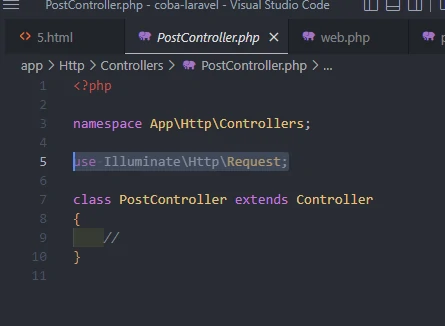 PostController.php - coba-laravel - Visual Studio Code
5.html PostController.php web.php
app > Http > Controllers > PostController.php > ...
1 <?php
2
3 namespace App\Http\Controllers;
4
5 use Illuminate\Http\Request;
6
7 class PostController extends Controller
8 {
9 //
10 }
11